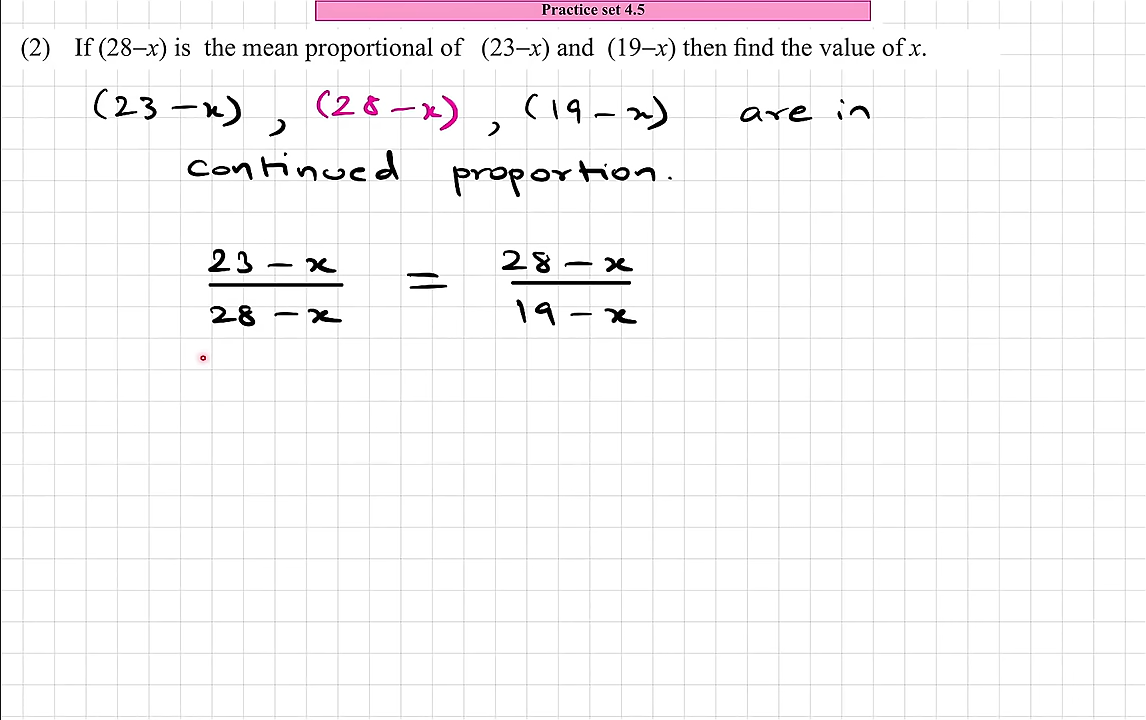 Practice set 4.5
(2) If (28–x) is the mean proportional of (23–x) and (19–x) then find the value of x.
(23 – x) , (28 – x) , (19 – x) are in
continued proportion.
23 – x / 28 – x = 28 – x / 19 – x